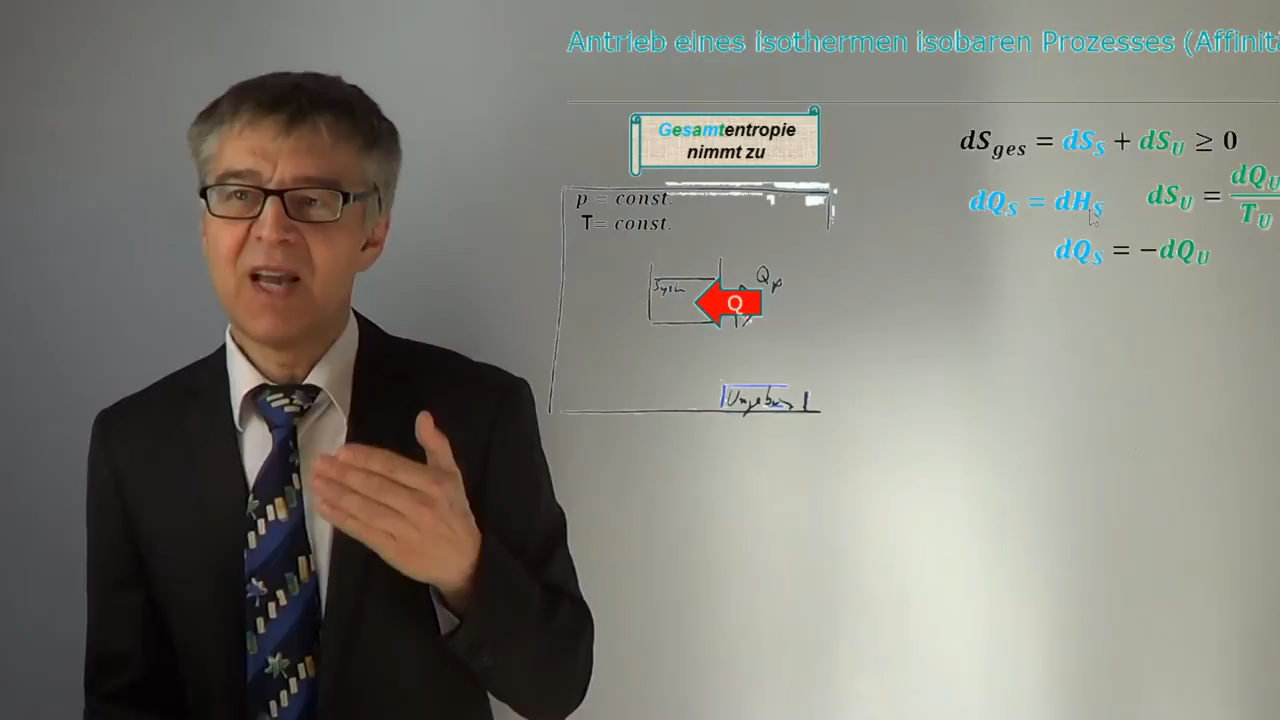 Antrieb eines isothermen isobaren Prozesses (Affinitä
Gesamtentropie
nimmt zu
dS_ges = dS_S + dS_U ≥ 0
p = const.
T= const.
dQ_S = dH_S
dS_U = dQ_U / T_U
dQ_S = −dQ_U
Q_p
Q